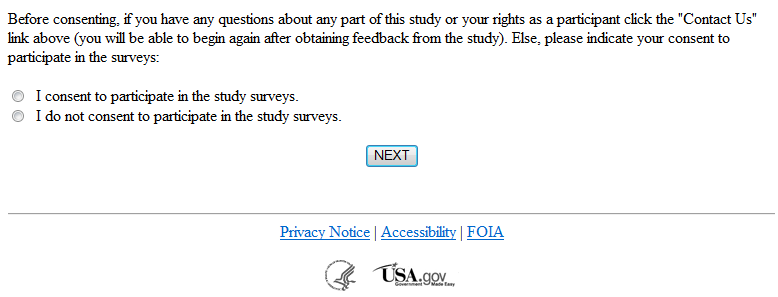 Before consenting, if you have any questions about any part of this study or your rights as a participant click the "Contact Us"
link above (you will be able to begin again after obtaining feedback from the study). Else, please indicate your consent to
participate in the surveys:
I consent to participate in the study surveys.
I do not consent to participate in the study surveys.
NEXT
Privacy Notice | Accessibility | FOIA
USA.gov
Government Made Easy